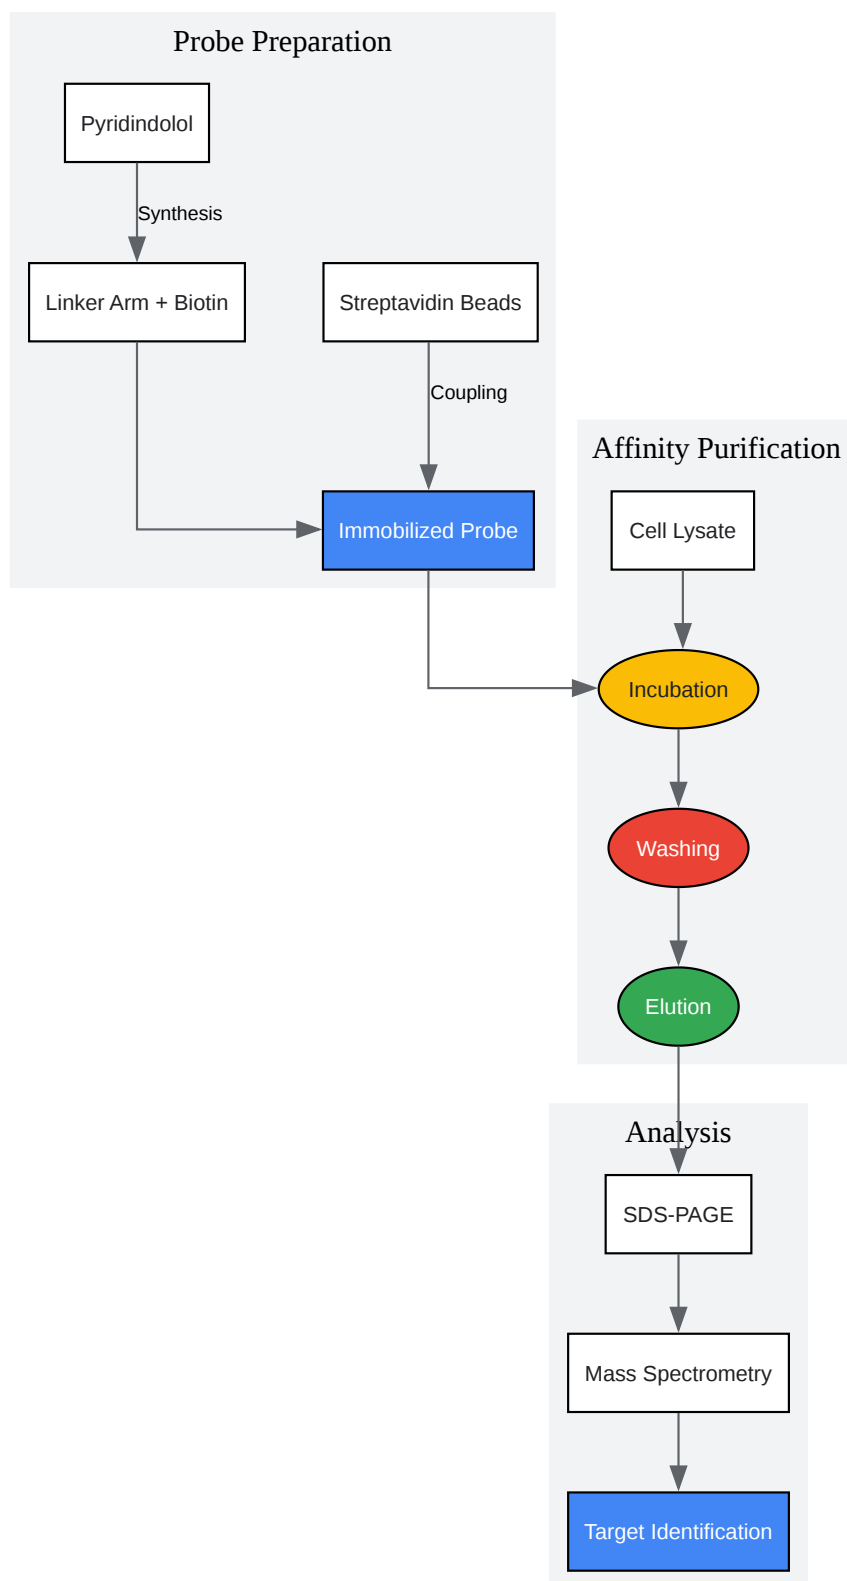 Probe Preparation
Pyridindolol
Synthesis
Linker Arm + Biotin
Streptavidin Beads
Coupling
Immobilized Probe
Affinity Purification
Cell Lysate
Incubation
Washing
Elution
Analysis
SDS-PAGE
Mass Spectrometry
Target Identification